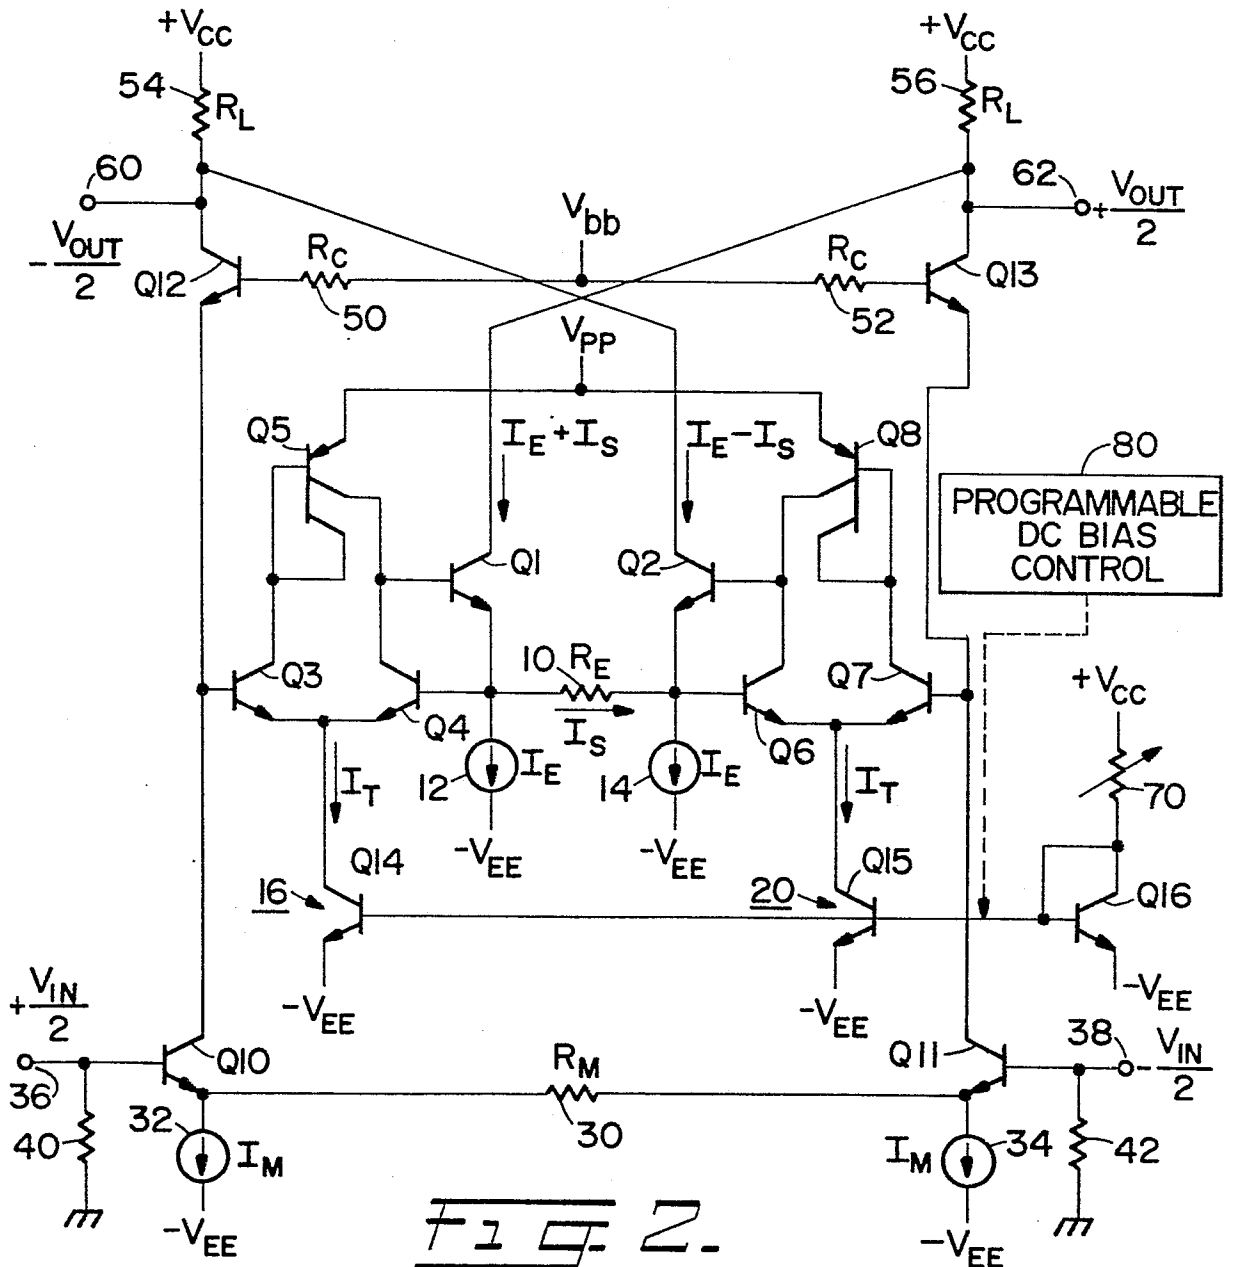 +VCC
+VCC
54
RL
56
RL
60
62
Vbb
+VOUT/2
-VOUT/2
Q12
RC
RC
Q13
50
52
VPP
Q5
IE+IS
IE-IS
Q8
80
PROGRAMMABLE
DC BIAS
CONTROL
Q1
Q2
Q3
10
RE
Q7
+VCC
Q4
IS
Q6
12
IE
14
IE
IT
IT
70
-VEE
-VEE
Q14
Q15
16
20
Q16
-VEE
-VEE
-VEE
+VIN/2
Q10
RM
Q11
38
-VIN/2
36
40
32
IM
30
IM
34
42
-VEE
-VEE
Fig. 2.